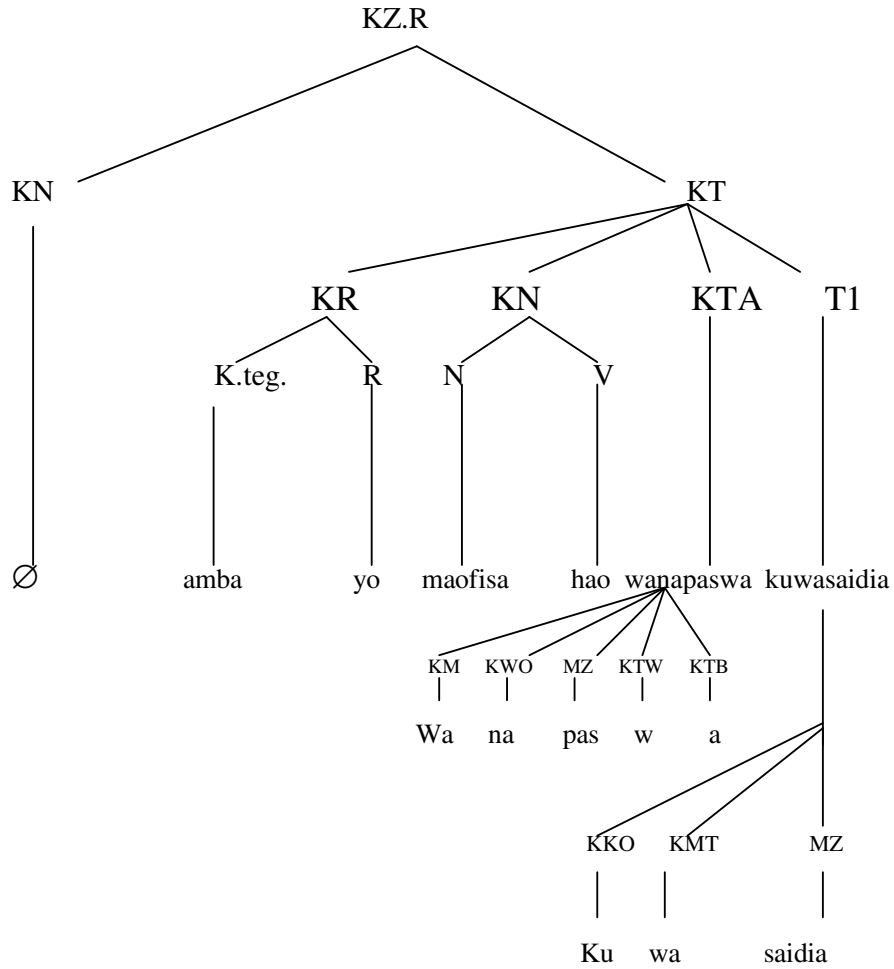 KZ.R
KN KT
KR KN KTA T1
K.teg. R N V
∅ amba yo maofisa hao wanapaswa kuwasaidia
KM KWO MZ KTW KTB
Wa na pas w a
KKO KMT MZ
Ku wa saidia